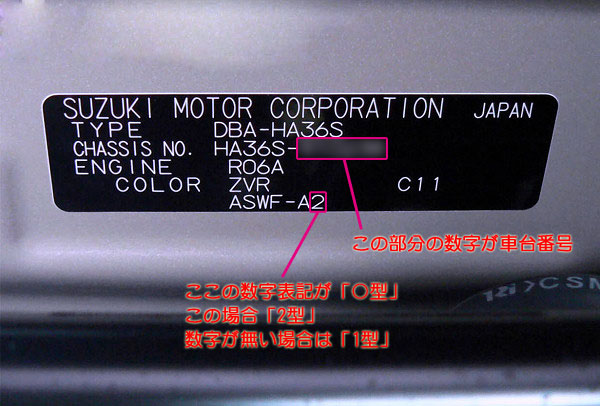 SUZUKI MOTOR CORPORATION JAPAN
TYPE DBA-HA36S
CHASSIS NO. HA36S-
ENGINE R06A
COLOR ZVR C11
ASWF-A2
この部分の数字が車台番号
ここの数字表記が「〇型」
この場合「2型」
数字が無い場合は「1型」